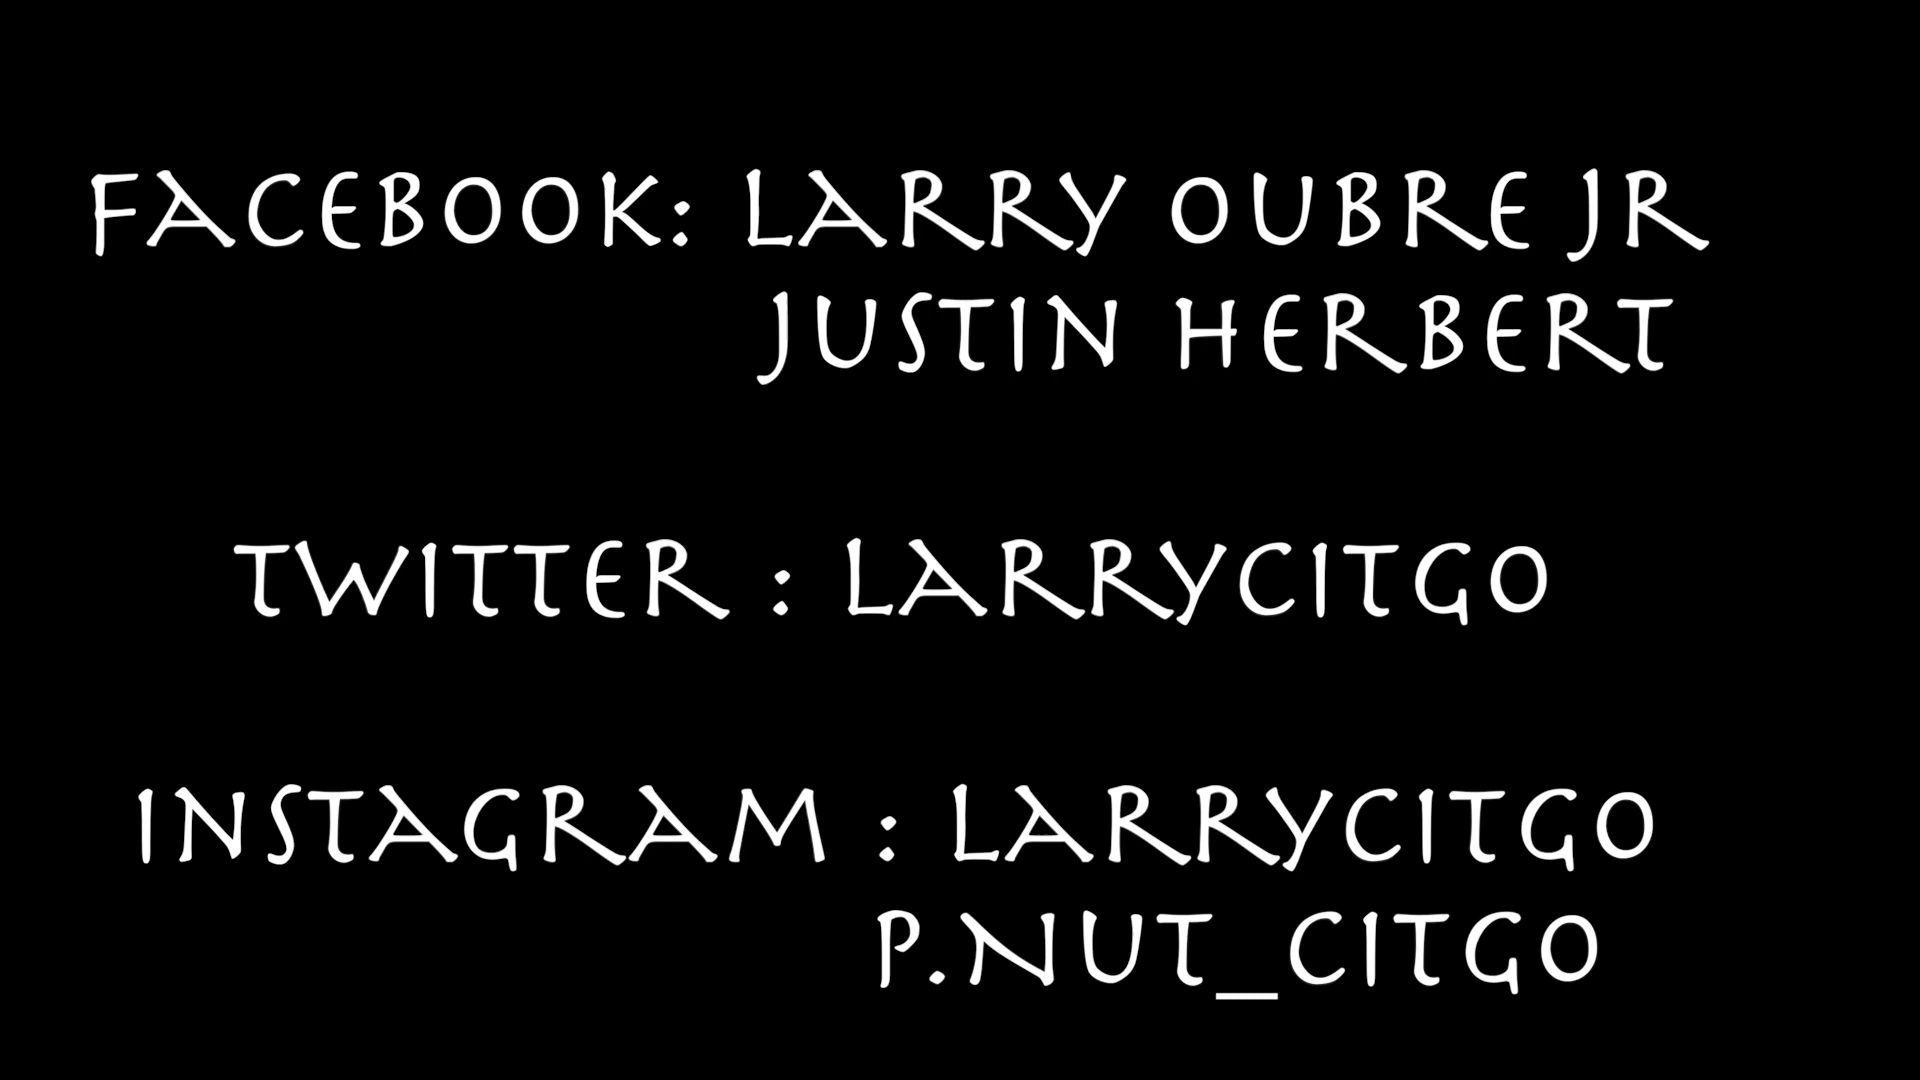 FACEBOOK: LARRY OUBRE JR
JUSTIN HERBERT
TWITTER : LARRYCITGO
INSTAGRAM : LARRYCITGO
P.NUT_CITGO